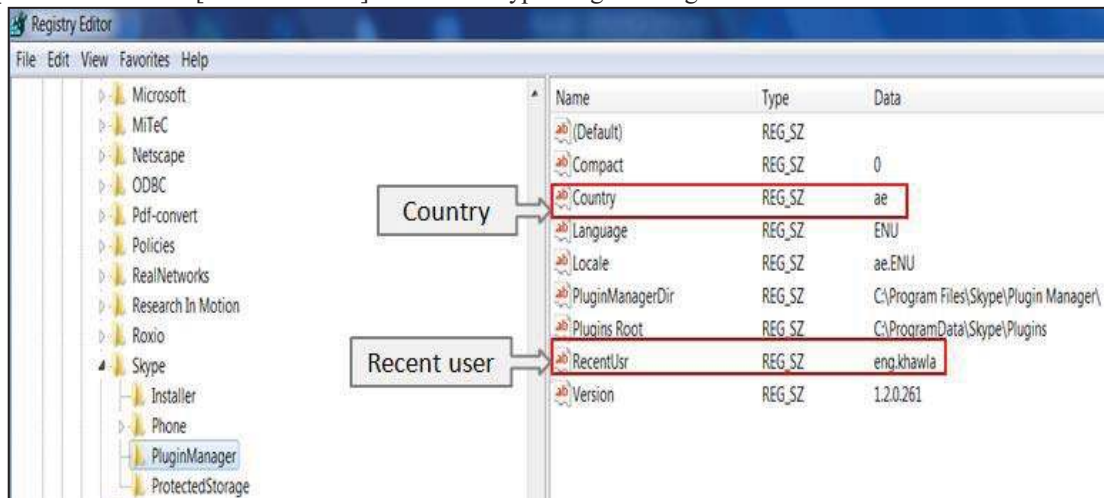 Registry Editor
File Edit View Favorites Help
Microsoft
MiTeC
Netscape
ODBC
Pdf-convert
Policies
RealNetworks
Research In Motion
Roxio
Skype
Installer
Phone
PluginManager
ProtectedStorage
Country
Recent user
Name Type Data
(Default) REG_SZ
Compact REG_SZ 0
Country REG_SZ ae
Language REG_SZ ENU
Locale REG_SZ ae.ENU
PluginManagerDir REG_SZ C:\Program Files\Skype\Plugin Manager\
Plugins Root REG_SZ C:\ProgramData\Skype\Plugins
RecentUsr REG_SZ eng.khawla
Version REG_SZ 1.2.0.261